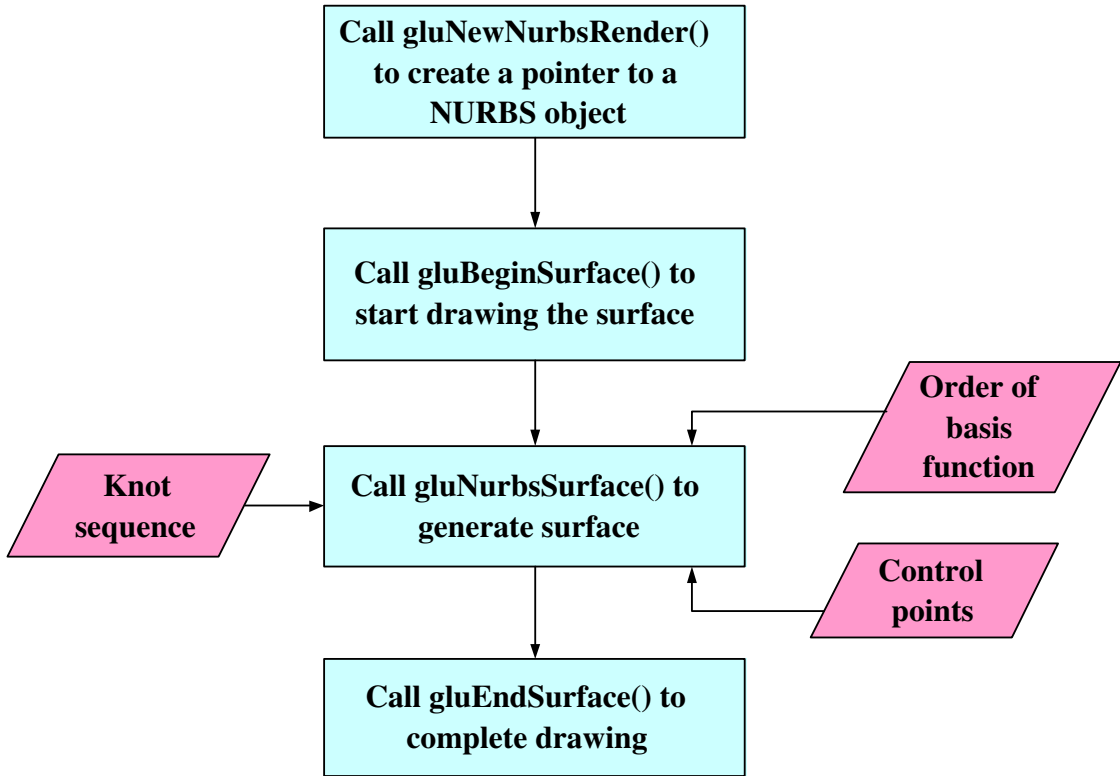 Call gluNewNurbsRender()
to create a pointer to a
NURBS object
Call gluBeginSurface() to
start drawing the surface
Order of
basis
function
Knot
sequence
Call gluNurbsSurface() to
generate surface
Control
points
Call gluEndSurface() to
complete drawing